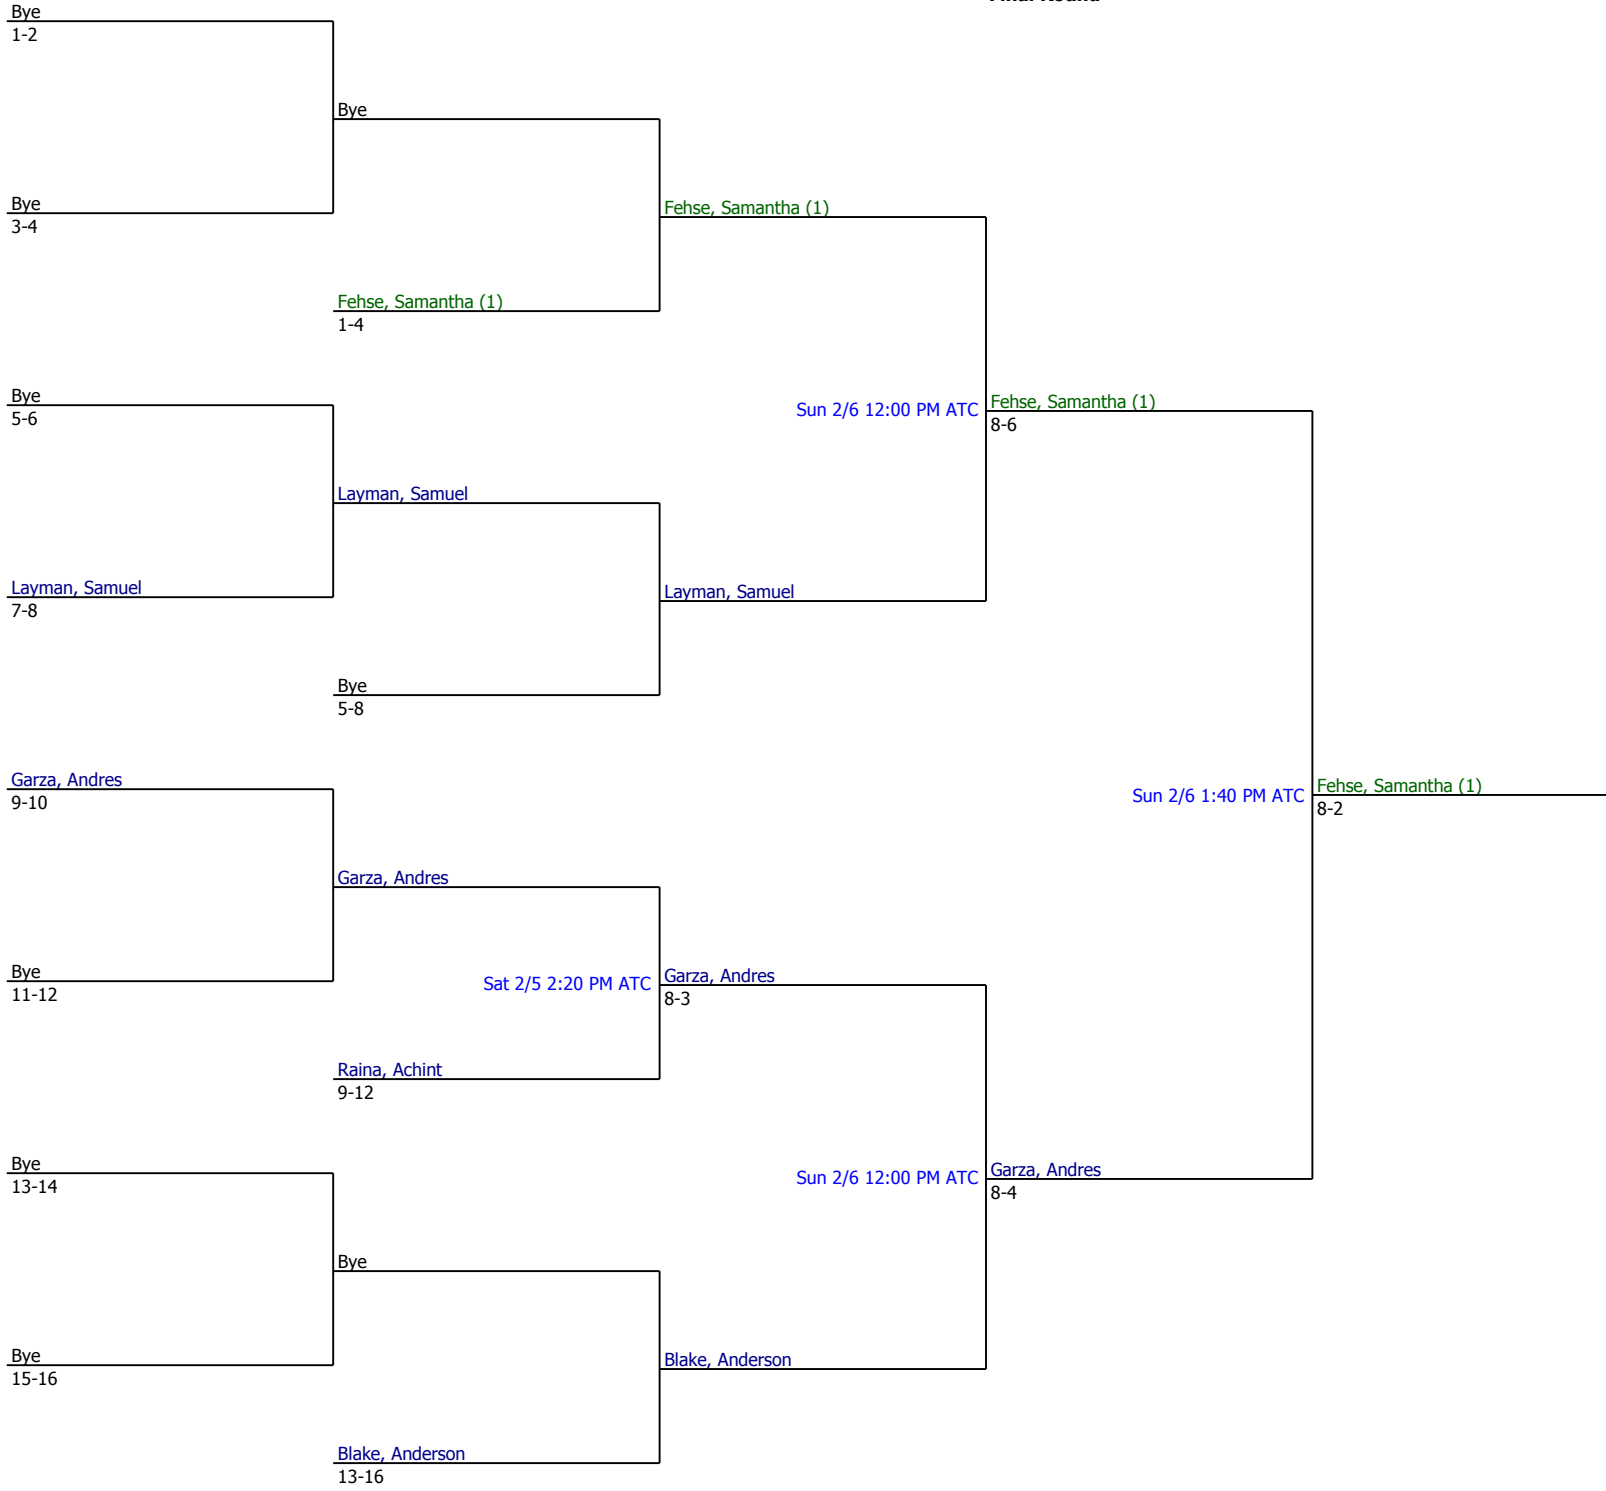 Final Round
Bye
1-2
Bye
Bye
3-4
Fehse, Samantha (1)
Fehse, Samantha (1)
1-4
Bye
5-6
Sun 2/6 12:00 PM ATC
Fehse, Samantha (1)
8-6
Layman, Samuel
Layman, Samuel
7-8
Layman, Samuel
Bye
5-8
Garza, Andres
9-10
Sun 2/6 1:40 PM ATC
Fehse, Samantha (1)
8-2
Garza, Andres
Bye
11-12
Sat 2/5 2:20 PM ATC
Garza, Andres
8-3
Raina, Achint
9-12
Bye
13-14
Sun 2/6 12:00 PM ATC
Garza, Andres
8-4
Bye
Bye
15-16
Blake, Anderson
Blake, Anderson
13-16